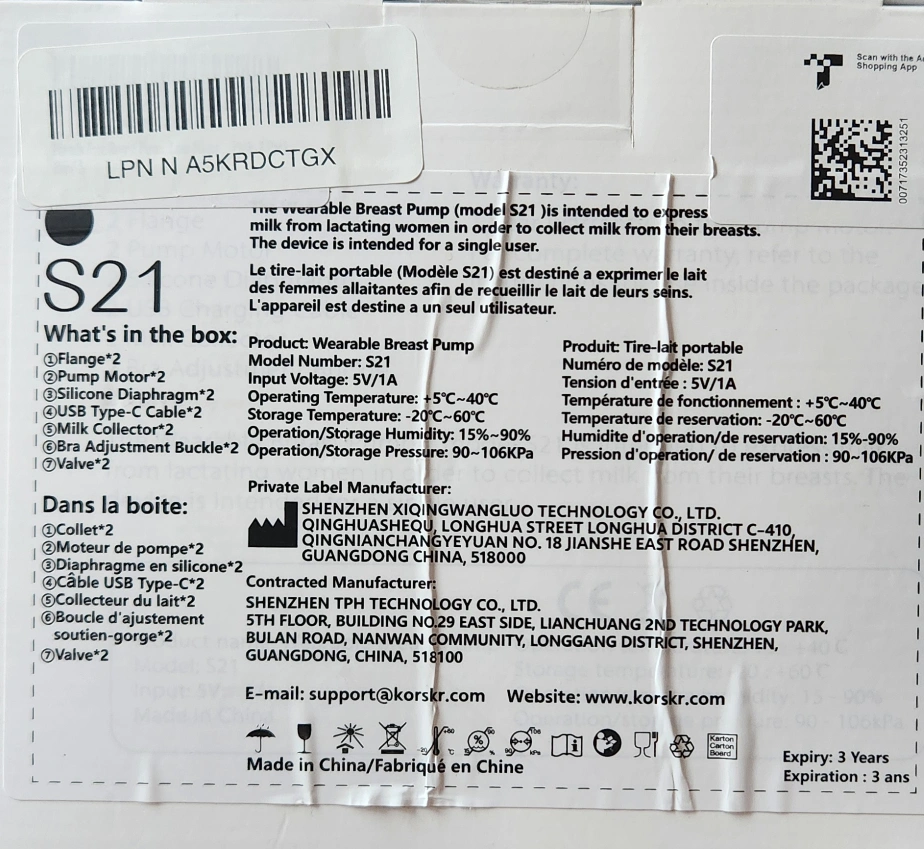 LPN N A5KRDCTGX
Scan with the
Shopping App
00717352313251
Warranty:
The Wearable Breast Pump (model S21 )is intended to express
milk from lactating women in order to collect milk from their breasts.
The device is intended for a single user.
S21
Le tire-lait portable (Modèle S21) est destiné a exprimer le lait
des femmes allaitantes afin de recueillir le lait de leurs seins.
L'appareil est destine a un seul utilisateur.
What's in the box:
①Flange*2
②Pump Motor*2
③Silicone Diaphragm*2
④USB Type-C Cable*2
⑤Milk Collector*2
⑥Bra Adjustment Buckle*2
⑦Valve*2
Product: Wearable Breast Pump
Model Number: S21
Input Voltage: 5V/1A
Operating Temperature: +5℃~40℃
Storage Temperature: -20℃~60℃
Operation/Storage Humidity: 15%~90%
Operation/Storage Pressure: 90~106KPa
Produit: Tire-lait portable
Numéro de modèle: S21
Tension d'entrée : 5V/1A
Température de fonctionnement : +5℃~40℃
Temperature de reservation: -20℃~60℃
Humidite d'operation/de reservation: 15%-90%
Pression d'operation/ de reservation : 90~106KPa
Dans la boite:
①Collet*2
②Moteur de pompe*2
③Diaphragme en silicone*2
④Câble USB Type-C*2
⑤Collecteur du lait*2
⑥Boucle d'ajustement
soutien-gorge*2
⑦Valve*2
Private Label Manufacturer:
SHENZHEN XIQINGWANGLUO TECHNOLOGY CO., LTD.
QINGHUASHEQU, LONGHUA STREET LONGHUA DISTRICT C-410,
QINGNIANCHANGYEYUAN NO. 18 JIANSHE EAST ROAD SHENZHEN,
GUANGDONG CHINA, 518000
Contracted Manufacturer:
SHENZHEN TPH TECHNOLOGY CO., LTD.
5TH FLOOR, BUILDING NO.29 EAST SIDE, LIANCHUANG 2ND TECHNOLOGY PARK,
BULAN ROAD, NANWAN COMMUNITY, LONGGANG DISTRICT, SHENZHEN,
GUANGDONG, CHINA, 518100
E-mail: support@korskr.com Website: www.korskr.com
Karton
Carton
Board
Made in China/Fabriqué en Chine
Expiry: 3 Years
Expiration : 3 ans